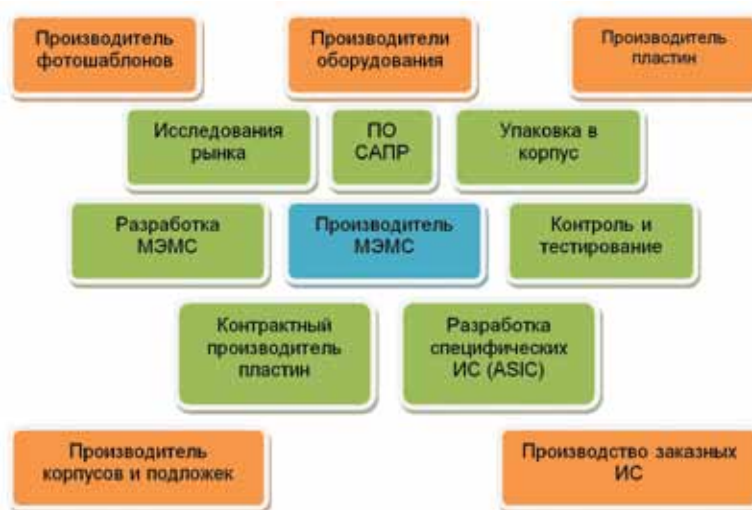 Производитель
фотошаблонов
Производители
оборудования
Производитель
пластин
Исследования
рынка
ПО
САПР
Упаковка в
корпус
Разработка
МЭМС
Производитель
МЭМС
Контроль и
тестирование
Контрактный
производитель
пластин
Разработка
специфических
ИС (ASIC)
Производитель
корпусов и подложек
Производство заказных
ИС